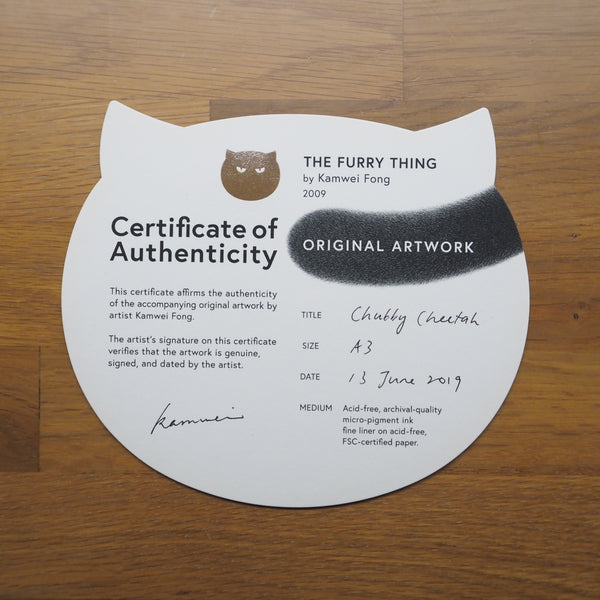 THE FURRY THING
by Kamwei Fong
2009
Certificate of
Authenticity
ORIGINAL ARTWORK
This certificate affirms the authenticity
of the accompanying original artwork by
artist Kamwei Fong.
The artist's signature on this certificate
verifies that the artwork is genuine,
signed, and dated by the artist.
kamwei
TITLE Chubby Cheetah
SIZE A3
DATE 13 June 2019
MEDIUM Acid-free, archival-quality
micro-pigment ink
fine liner on acid-free,
FSC-certified paper.